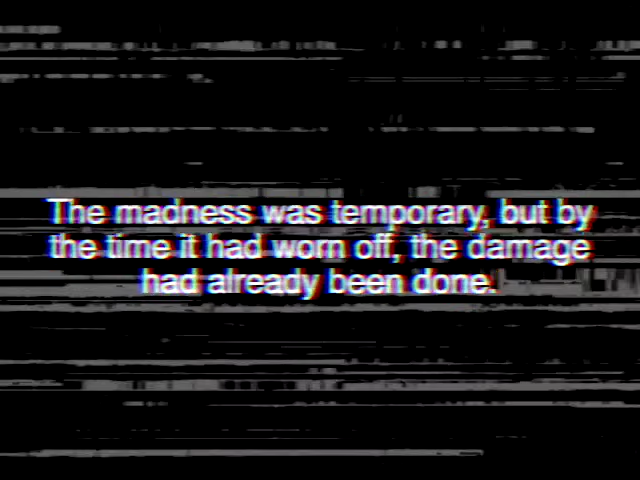 The madness was temporary, but by
the time it had worn off, the damage
had already been done.